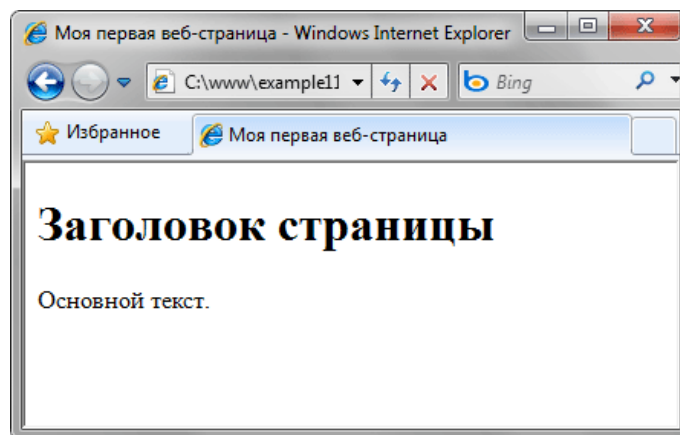 Моя первая веб-страница - Windows Internet Explorer
C:\www\example11
Bing
Избранное
Моя первая веб-страница
Заголовок страницы
Основной текст.